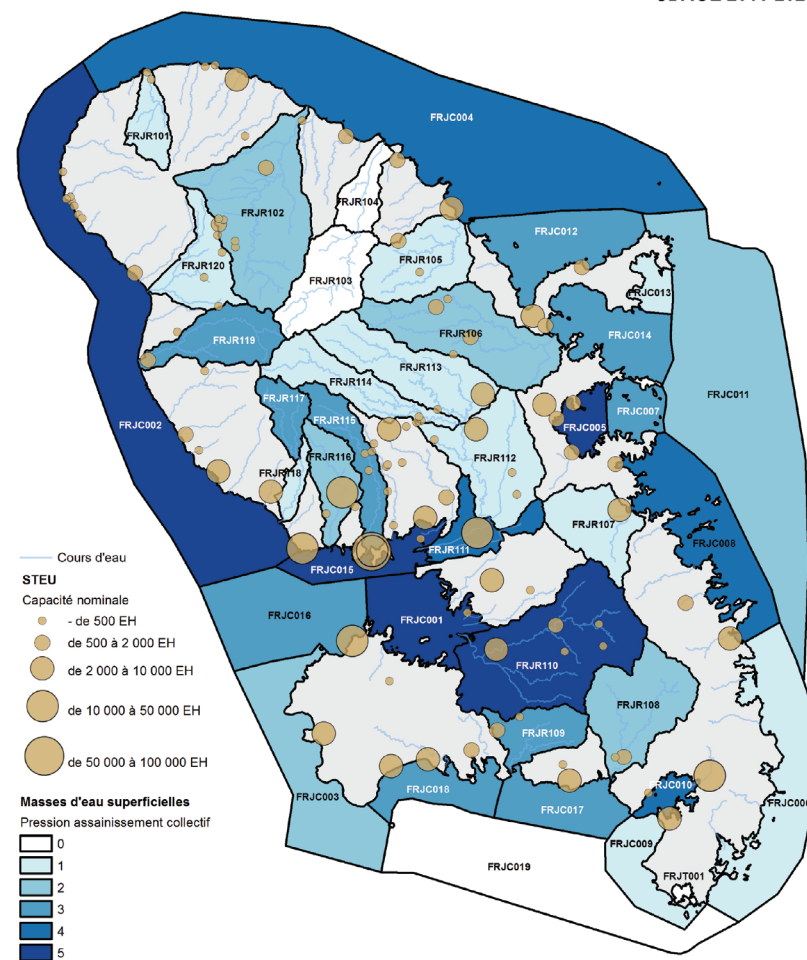 FRJC004
FRJR101
FRJR104
FRJR102
FRJC012
FRJR105
FRJR120
FRJR103
FRJC013
FRJR119
FRJR106
FRJC014
FRJR113
FRJR114
FRJR117
FRJC011
FRJR115
FRJC007
FRJC002
FRJC005
FRJR116
FRJR112
FRJR118
FRJR107
FRJR111
FRJC008
FRJC015
Cours d'eau
STEU
Capacité nominale
- de 500 EH
de 500 à 2 000 EH
de 2 000 à 10 000 EH
de 10 000 à 50 000 EH
de 50 000 à 100 000 EH
FRJC016
FRJC001
FRJR110
FRJR108
FRJR109
FRJC003
FRJC018
FRJC010
FRJC017
FRJC009
FRJC019
FRJT001
Masses d'eau superficielles
Pression assainissement collectif
0
1
2
3
4
5